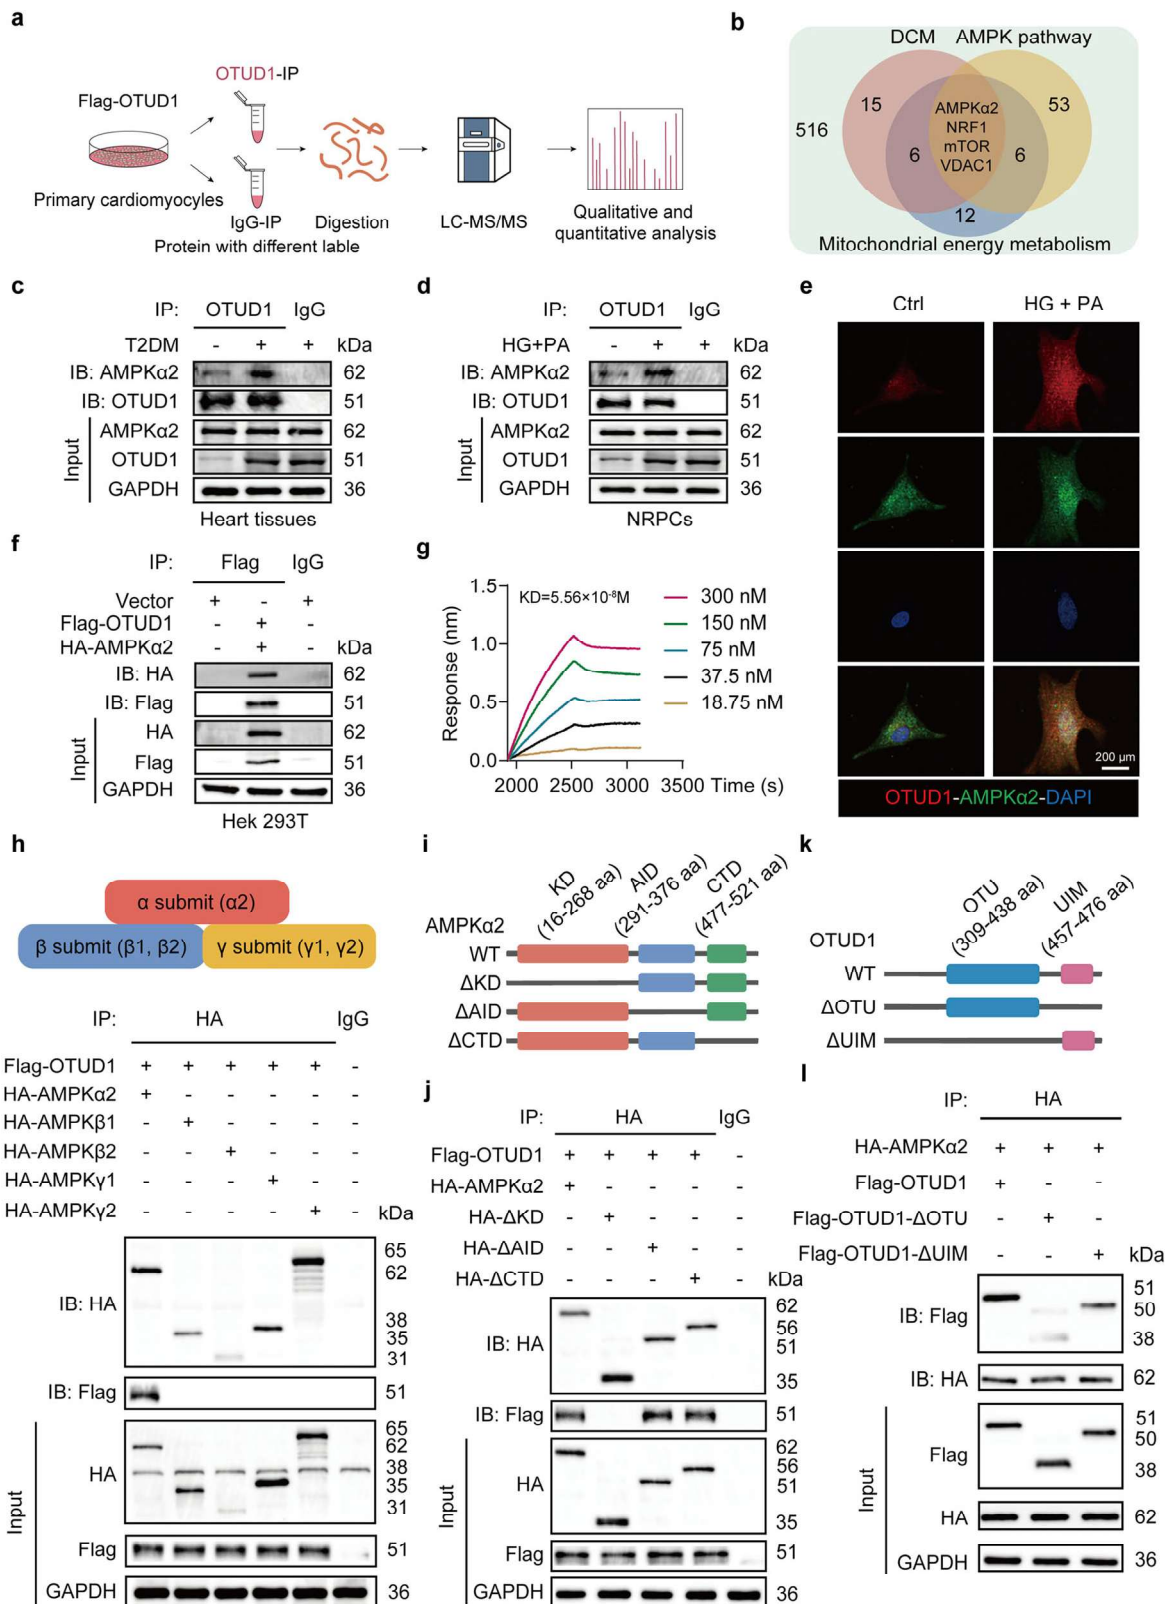 a
OTUD1-IP
Flag-OTUD1
Primary cardiomyocytes
IgG-IP
Digestion
LC-MS/MS
Qualitative and
quantitative analysis
Protein with different lable
b
DCM AMPK pathway
516
15
53
AMPKα2
NRF1
mTOR
VDAC1
6
6
12
Mitochondrial energy metabolism
c
IP: OTUD1 IgG
T2DM - + + kDa
IB: AMPKα2 62
IB: OTUD1 51
Input
AMPKα2 62
OTUD1 51
GAPDH 36
Heart tissues
d
IP: OTUD1 IgG
HG+PA - + + kDa
IB: AMPKα2 62
IB: OTUD1 51
Input
AMPKα2 62
OTUD1 51
GAPDH 36
NRPCs
e
Ctrl HG + PA
200 μm
OTUD1-AMPKα2-DAPI
f
IP: Flag IgG
Vector + - +
Flag-OTUD1 - + -
HA-AMPKα2 - + - kDa
IB: HA 62
IB: Flag 51
Input
HA 62
Flag 51
GAPDH 36
Hek 293T
g
Response (nm)
1.5
1.0
0.5
0.0
KD=5.56×10⁻⁸M
300 nM
150 nM
75 nM
37.5 nM
18.75 nM
2000 2500 3000 3500 Time (s)
h
α submit (α2)
β submit (β1, β2) γ submit (γ1, γ2)
IP: HA IgG
Flag-OTUD1 + + + + + -
HA-AMPKα2 + - - - - -
HA-AMPKβ1 - + - - - -
HA-AMPKβ2 - - + - - -
HA-AMPKγ1 - - - + - -
HA-AMPKγ2 - - - - + - kDa
IB: HA
65
62
38
35
31
IB: Flag 51
Input
HA
65
62
38
35
31
Flag 51
GAPDH 36
i
KD
(16-268 aa)
AID
(291-376 aa)
CTD
(477-521 aa)
AMPKα2
WT
ΔKD
ΔAID
ΔCTD
j
IP: HA IgG
Flag-OTUD1 + + + + -
HA-AMPKα2 + - - - -
HA-ΔKD - + - - -
HA-ΔAID - - + - -
HA-ΔCTD - - - + - kDa
IB: HA
62
56
51
35
IB: Flag 51
Input
HA
62
56
51
35
Flag 51
GAPDH 36
k
OTU
(309-438 aa)
UIM
(457-476 aa)
OTUD1
WT
ΔOTU
ΔUIM
l
IP: HA
HA-AMPKα2 + + +
Flag-OTUD1 + - -
Flag-OTUD1-ΔOTU - + -
Flag-OTUD1-ΔUIM - - + kDa
IB: Flag
51
50
38
IB: HA 62
Input
Flag
51
50
38
HA 62
GAPDH 36